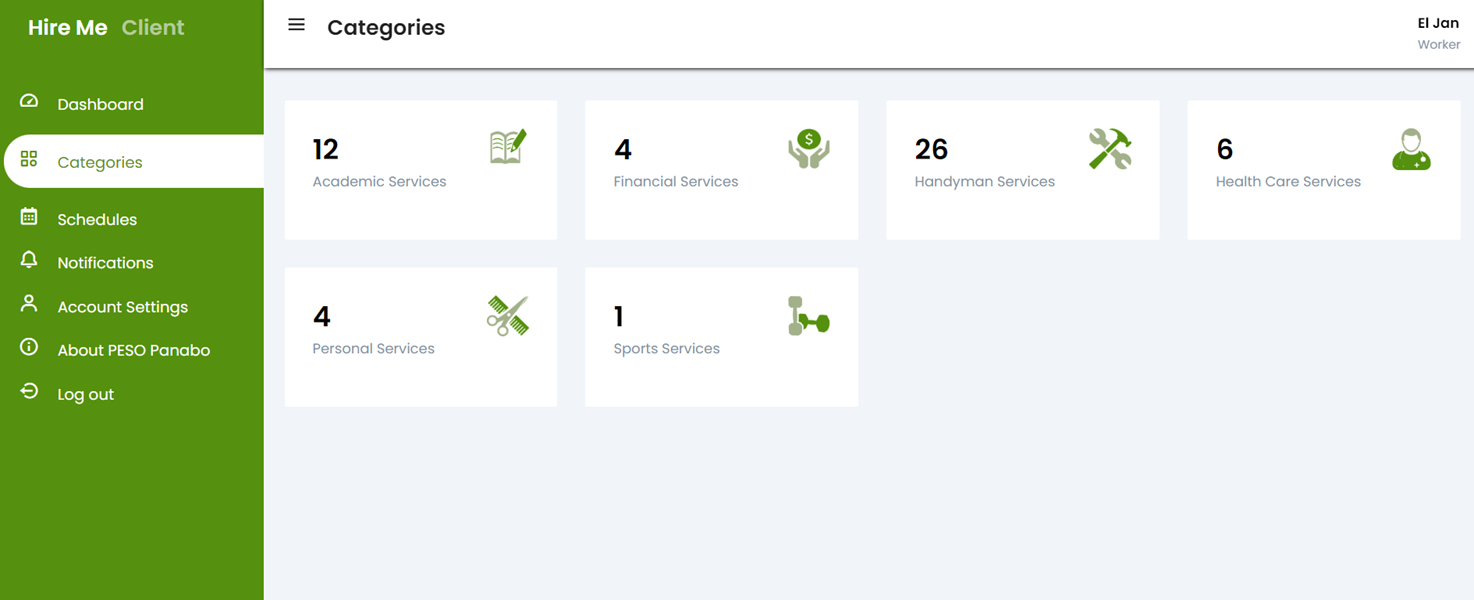 Hire Me Client
Dashboard
Categories
Schedules
Notifications
Account Settings
About PESO Panabo
Log out
Categories
El Jan
Worker
12
Academic Services
4
Financial Services
$
26
Handyman Services
6
Health Care Services
4
Personal Services
1
Sports Services